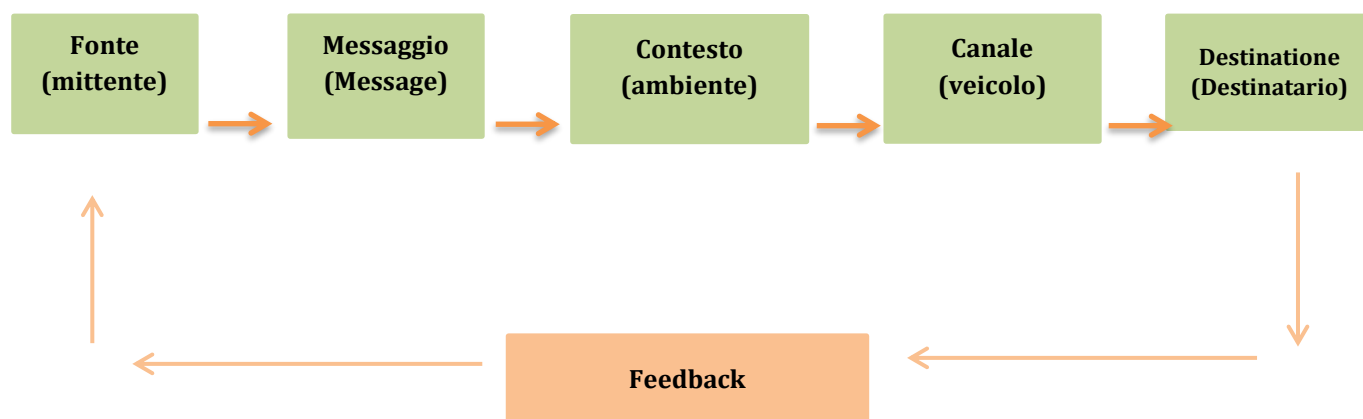 Fonte
(mittente)
Messaggio
(Message)
Contesto
(ambiente)
Canale
(veicolo)
Destinatione
(Destinatario)
Feedback